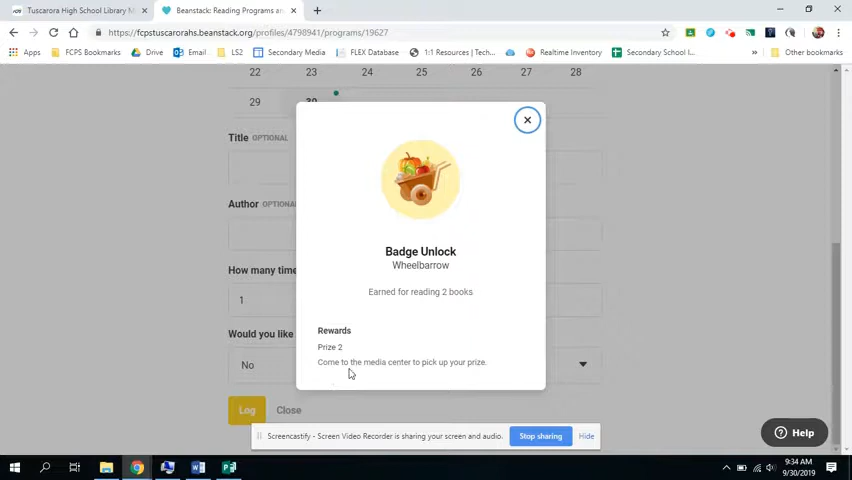 Tuscarora High School Library M
Beanstack: Reading Programs an
https://fcpstuscarorahs.beanstack.org/profiles/4798941/programs/19627
Apps
FCPS Bookmarks
Drive
Email
LS2
Secondary Media
FLEX Database
1:1 Resources | Tech...
Realtime Inventory
Secondary School I...
Other bookmarks
22 23 24 25 26 27 28
29 30
Title OPTIONAL
Author OPTIONAL
How many time
1
Would you like
No
Log Close
Badge Unlock
Wheelbarrow
Earned for reading 2 books
Rewards
Prize 2
Come to the media center to pick up your prize.
Screencastify - Screen Video Recorder is sharing your screen and audio. Stop sharing Hide
Help
9:34 AM
9/30/2019